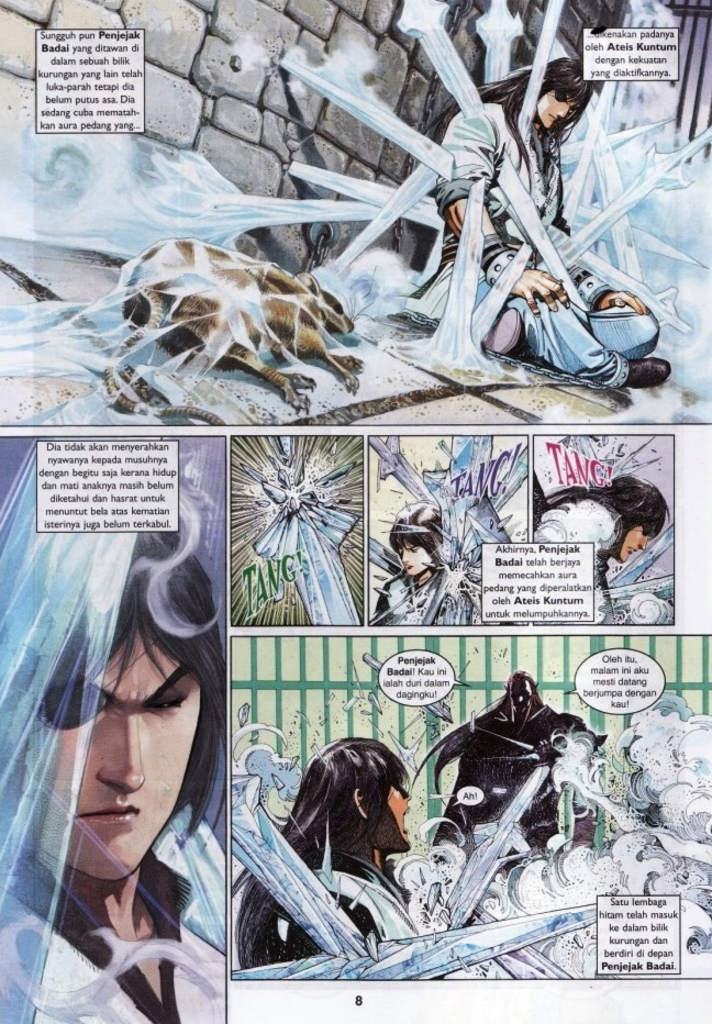 Sungguh pun Penjejak
Badai yang ditawan di
dalam sebuah bilik
kurungan yang lain telah
luka-parah tetapi dia
belum putus asa. Dia
sedang cuba mematah-
kan aura pedang yang...
...dikenakan padanya
oleh Ateis Kuntum
dengan kekuatan
yang diaktifkannya.
Dia tidak akan menyerahkan
nyawanya kepada musuhnya
dengan begitu saja kerana hidup
dan mati anaknya masih belum
diketahui dan hasrat untuk
menuntut bela atas kematian
isterinya juga belum terkabul.
TANG!
TANG!
TANG!
Akhirnya, Penjejak
Badai telah berjaya
memecahkan aura
pedang yang diperalatkan
oleh Ateis Kuntum
untuk melumpuhkannya.
Penjejak
Badai! Kau
ialah duri dalam
dagingku!
Oleh itu,
malam ini aku
mesti datang
berjumpa dengan
kau!
Ah!
Satu lembaga
hitam telah masuk
ke dalam bilik
kurungan dan
berdiri di depan
Penjejak Badai.
8